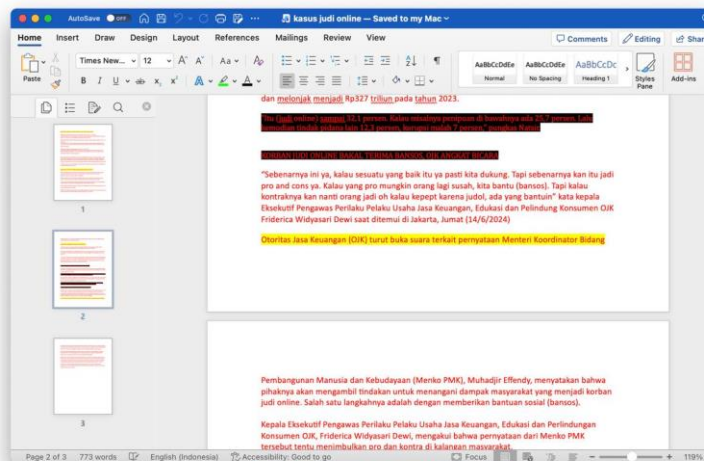 AutoSave OFF
kasus judi online — Saved to my Mac
Home Insert Draw Design Layout References Mailings Review View
Comments Editing Shar
Paste
Times New... 12 A A Aa A
B I U ab x x A A
AaBbCcDdEe AaBbCcDdEe AaBbCcDc
Normal No Spacing Heading 1
Styles Pane
Add-ins
1
2
3
dan melonjak menjadi Rp327 triliun pada tahun 2023.
"Itu (judi online) sampai 32,1 persen. Kalau misalnya penipuan di bawahnya ada 25,7 persen. Lalu
kemudian tindak pidana lain 12,3 persen, korupsi malah 7 persen," pungkas
KORBAN JUDI ONLINE BAKAL TERIMA BANSOS, OJK ANGKAT BICARA
"Sebenarnya ini ya, kalau sesuatu yang baik itu ya pasti kita dukung. Tapi sebenarnya kan itu jadi
pro and cons ya. Kalau yang pro mungkin orang lagi susah, kita bantu (bansos). Tapi kalau
kontraknya kan nanti orang jadi oh kalau kepept karena judol, ada yang bantuin" kata kepala
Eksekutif Pengawas Perilaku Pelaku Usaha Jasa Keuangan, Edukasi dan Pelindung Konsumen OJK
Friderica Widyasari Dewi saat ditemui di Jakarta, Jumat (14/6/2024)
Otoritas Jasa Keuangan (OJK) turut buka suara terkait pernyataan Menteri Koordinator Bidang
Pembangunan Manusia dan Kebudayaan (Menko PMK), Muhadjir Effendy, menyatakan bahwa
pihaknya akan mengambil tindakan untuk menangani dampak masyarakat yang menjadi korban
judi online. Salah satu langkahnya adalah dengan memberikan bantuan sosial (bansos).
Kepala Eksekutif Pengawas Perilaku Pelaku Usaha Jasa Keuangan, Edukasi dan Perlindungan
Konsumen OJK, Friderica Widyasari Dewi, mengakui bahwa pernyataan dari Menko PMK
tersebut tentu menimbulkan pro dan kontra di kalangan masyarakat.
Page 2 of 3 773 words English (Indonesia) Accessibility: Good to go Focus 119%